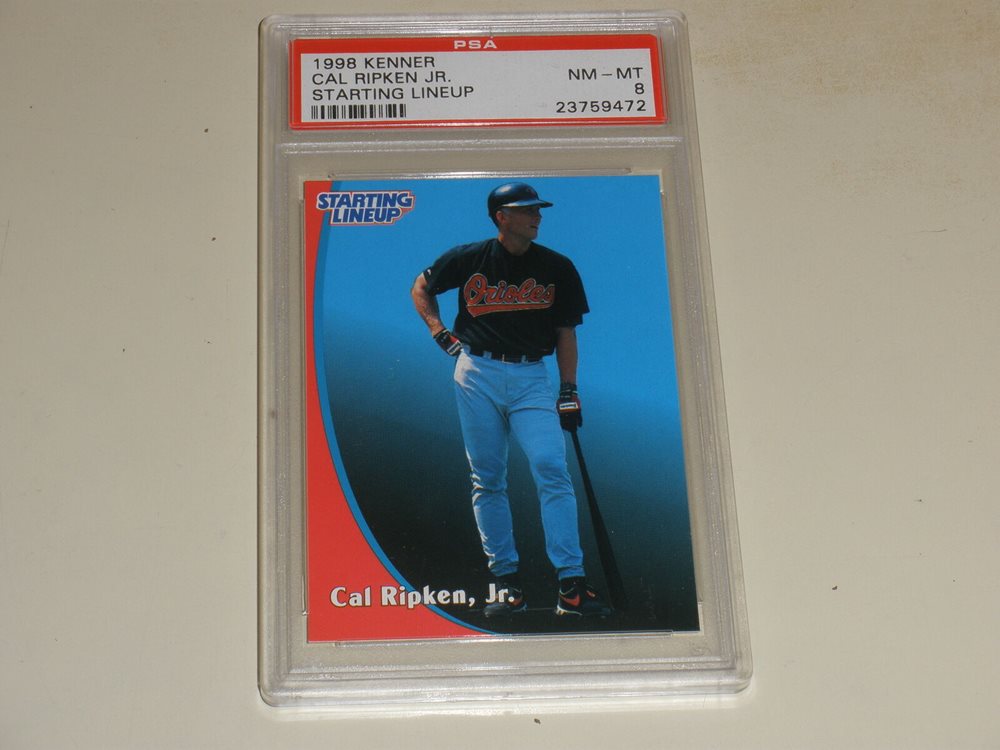 PSA
1998 KENNER
CAL RIPKEN JR.
STARTING LINEUP
NM - MT
8
23759472
STARTING
LINEUP
Orioles
Cal Ripken, Jr.